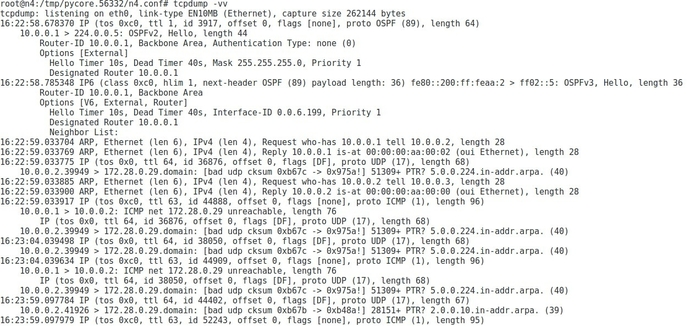 root@n4:/tmp/pycore.56332/n4.conf# tcpdump -vv
tcpdump: listening on eth0, link-type EN10MB (Ethernet), capture size 262144 bytes
16:22:58.678370 IP (tos 0xc0, ttl 1, id 3917, offset 0, flags [none], proto OSPF (89), length 64)
10.0.0.1 > 224.0.0.5: OSPFv2, Hello, length 44
Router-ID 10.0.0.1, Backbone Area, Authentication Type: none (0)
Options [External]
Hello Timer 10s, Dead Timer 40s, Mask 255.255.255.0, Priority 1
Designated Router 10.0.0.1
16:22:58.785348 IP6 (class 0xc0, hlim 1, next-header OSPF (89) payload length: 36) fe80::200:ff:feaa:2 > ff02::5: OSPFv3, Hello, length 36
Router-ID 10.0.0.1, Backbone Area
Options [V6, External, Router]
Hello Timer 10s, Dead Timer 40s, Interface-ID 0.0.6.199, Priority 1
Designated Router 10.0.0.1
Neighbor List:
16:22:59.033704 ARP, Ethernet (len 6), IPv4 (len 4), Request who-has 10.0.0.1 tell 10.0.0.2, length 28
16:22:59.033769 ARP, Ethernet (len 6), IPv4 (len 4), Reply 10.0.0.1 is-at 00:00:00:aa:00:02 (oui Ethernet), length 28
16:22:59.033775 IP (tos 0x0, ttl 64, id 36876, offset 0, flags [DF], proto UDP (17), length 68)
10.0.0.2.39949 > 172.28.0.29.domain: [bad udp cksum 0xb67c -> 0x975a!] 51309+ PTR? 5.0.0.224.in-addr.arpa. (40)
16:22:59.033885 ARP, Ethernet (len 6), IPv4 (len 4), Request who-has 10.0.0.2 tell 10.0.0.3, length 28
16:22:59.033900 ARP, Ethernet (len 6), IPv4 (len 4), Reply 10.0.0.2 is-at 00:00:00:aa:00:00 (oui Ethernet), length 28
16:22:59.033917 IP (tos 0xc0, ttl 63, id 44888, offset 0, flags [none], proto ICMP (1), length 96)
10.0.0.1 > 10.0.0.2: ICMP net 172.28.0.29 unreachable, length 76
IP (tos 0x0, ttl 64, id 36876, offset 0, flags [DF], proto UDP (17), length 68)
10.0.0.2.39949 > 172.28.0.29.domain: [bad udp cksum 0xb67c -> 0x975a!] 51309+ PTR? 5.0.0.224.in-addr.arpa. (40)
16:23:04.039498 IP (tos 0x0, ttl 64, id 38050, offset 0, flags [DF], proto UDP (17), length 68)
10.0.0.2.39949 > 172.28.0.29.domain: [bad udp cksum 0xb67c -> 0x975a!] 51309+ PTR? 5.0.0.224.in-addr.arpa. (40)
16:23:04.039634 IP (tos 0xc0, ttl 63, id 44909, offset 0, flags [none], proto ICMP (1), length 96)
10.0.0.1 > 10.0.0.2: ICMP net 172.28.0.29 unreachable, length 76
IP (tos 0x0, ttl 64, id 38050, offset 0, flags [DF], proto UDP (17), length 68)
10.0.0.2.39949 > 172.28.0.29.domain: [bad udp cksum 0xb67c -> 0x975a!] 51309+ PTR? 5.0.0.224.in-addr.arpa. (40)
16:23:59.097784 IP (tos 0x0, ttl 64, id 44402, offset 0, flags [DF], proto UDP (17), length 67)
10.0.0.2.41926 > 172.28.0.29.domain: [bad udp cksum 0xb67b -> 0xb48a!] 28151+ PTR? 2.0.0.10.in-addr.arpa. (39)
16:23:59.097979 IP (tos 0xc0, ttl 63, id 52243, offset 0, flags [none], proto ICMP (1), length 95)